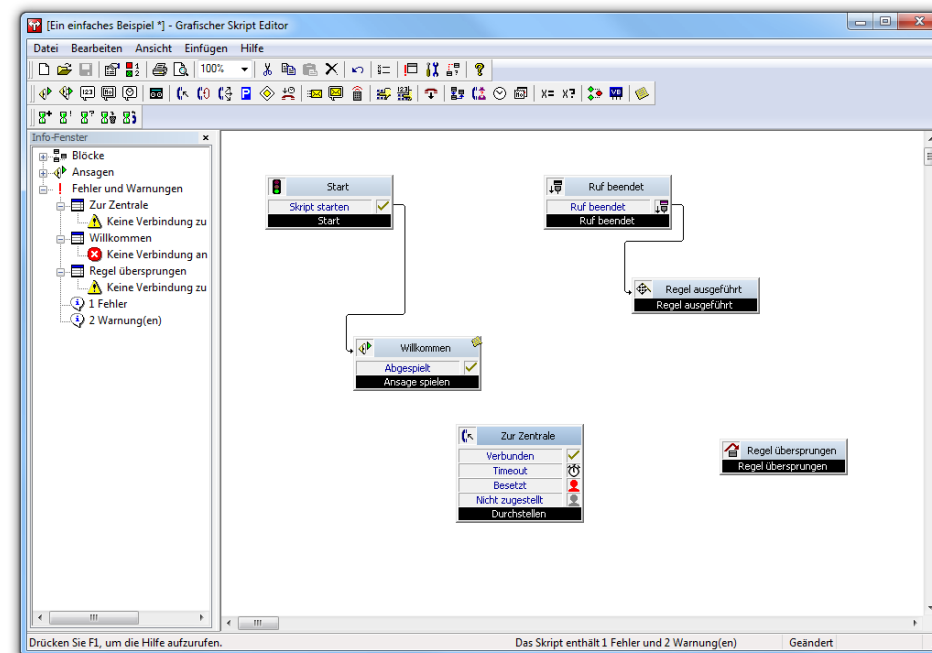 [Ein einfaches Beispiel *] - Grafischer Skript Editor
Datei Bearbeiten Ansicht Einfügen Hilfe
100%
Info-Fenster x
Blöcke
Ansagen
Fehler und Warnungen
Zur Zentrale
Keine Verbindung zu
Willkommen
Keine Verbindung an
Regel übersprungen
Keine Verbindung zu
1 Fehler
2 Warnung(en)
Start
Skript starten
Start
Ruf beendet
Ruf beendet
Ruf beendet
Regel ausgeführt
Regel ausgeführt
Willkommen
Abgespielt
Ansage spielen
Zur Zentrale
Verbunden
Timeout
Besetzt
Nicht zugestellt
Durchstellen
Regel übersprungen
Regel übersprungen
Drücken Sie F1, um die Hilfe aufzurufen. Das Skript enthält 1 Fehler und 2 Warnung(en) Geändert